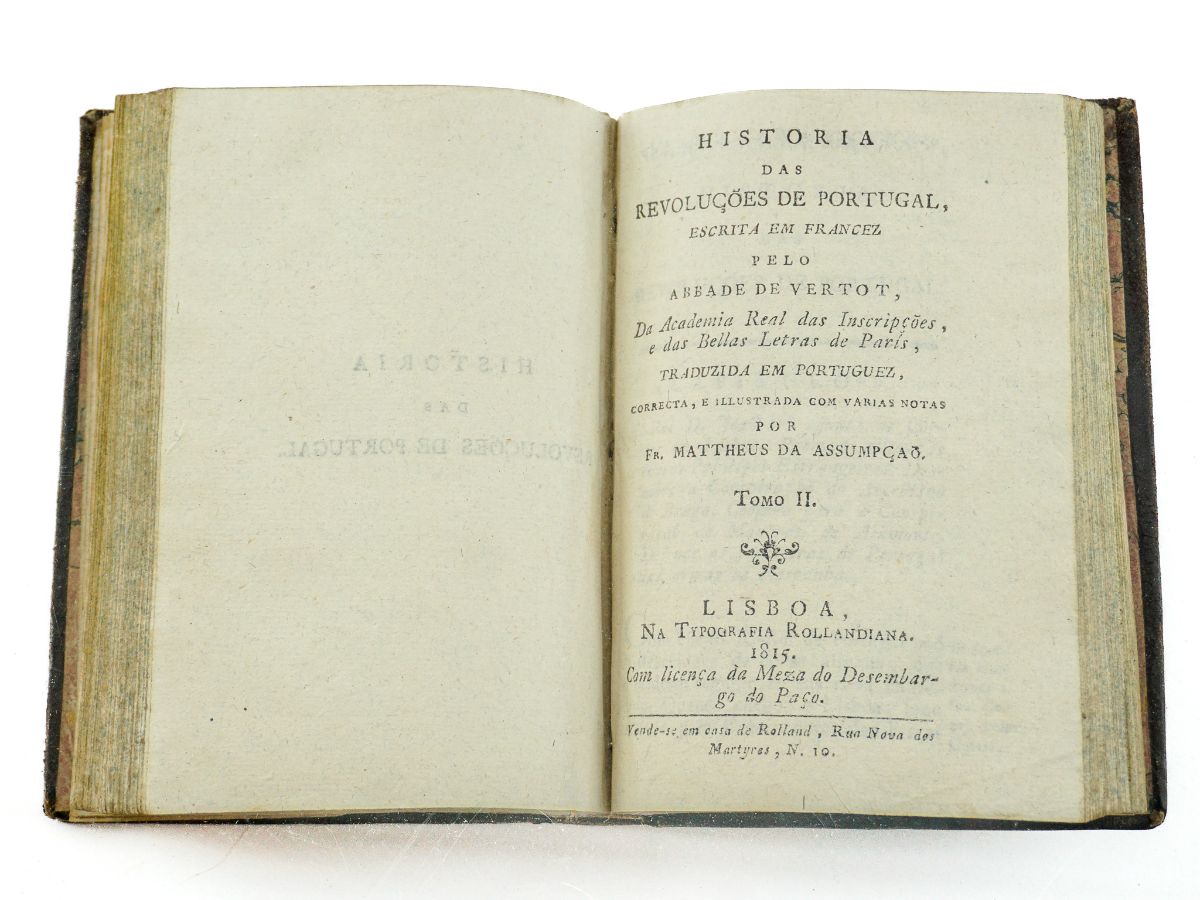 HISTORIA
DAS
REVOLUÇÕES DE PORTUGAL,
ESCRITA EM FRANCEZ
PELO
ABBADE DE VERTOT,
Da Academia Real das Inscripções,
e das Bellas Letras de París,
TRADUZIDA EM PORTUGUEZ,
CORRECTA, E ILLUSTRADA COM VARIAS NOTAS
POR
FR. MATTHEUS DA ASSUMPÇAÕ.
TOMO II.
LISBOA,
NA TYPOGRAFIA ROLLANDIANA.
1815.
Com licença da Meza do Desembar-
go do Paço.
Vende-se em casa de Rolland, Rua Nova dos
Martyres, N. 10.